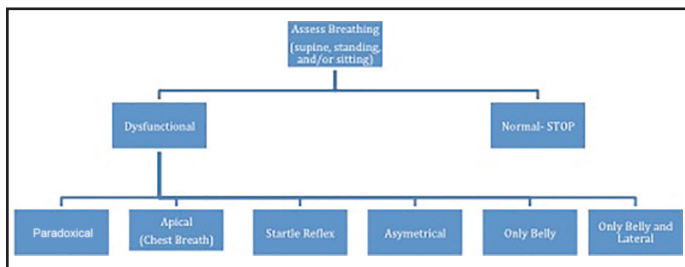 Assess Breathing
(supine, standing,
and/or sitting)
Dysfunctional
Normal- STOP
Paradoxical
Apical
(Chest Breath)
Startle Reflex
Asymetrical
Only Belly
Only Belly and
Lateral